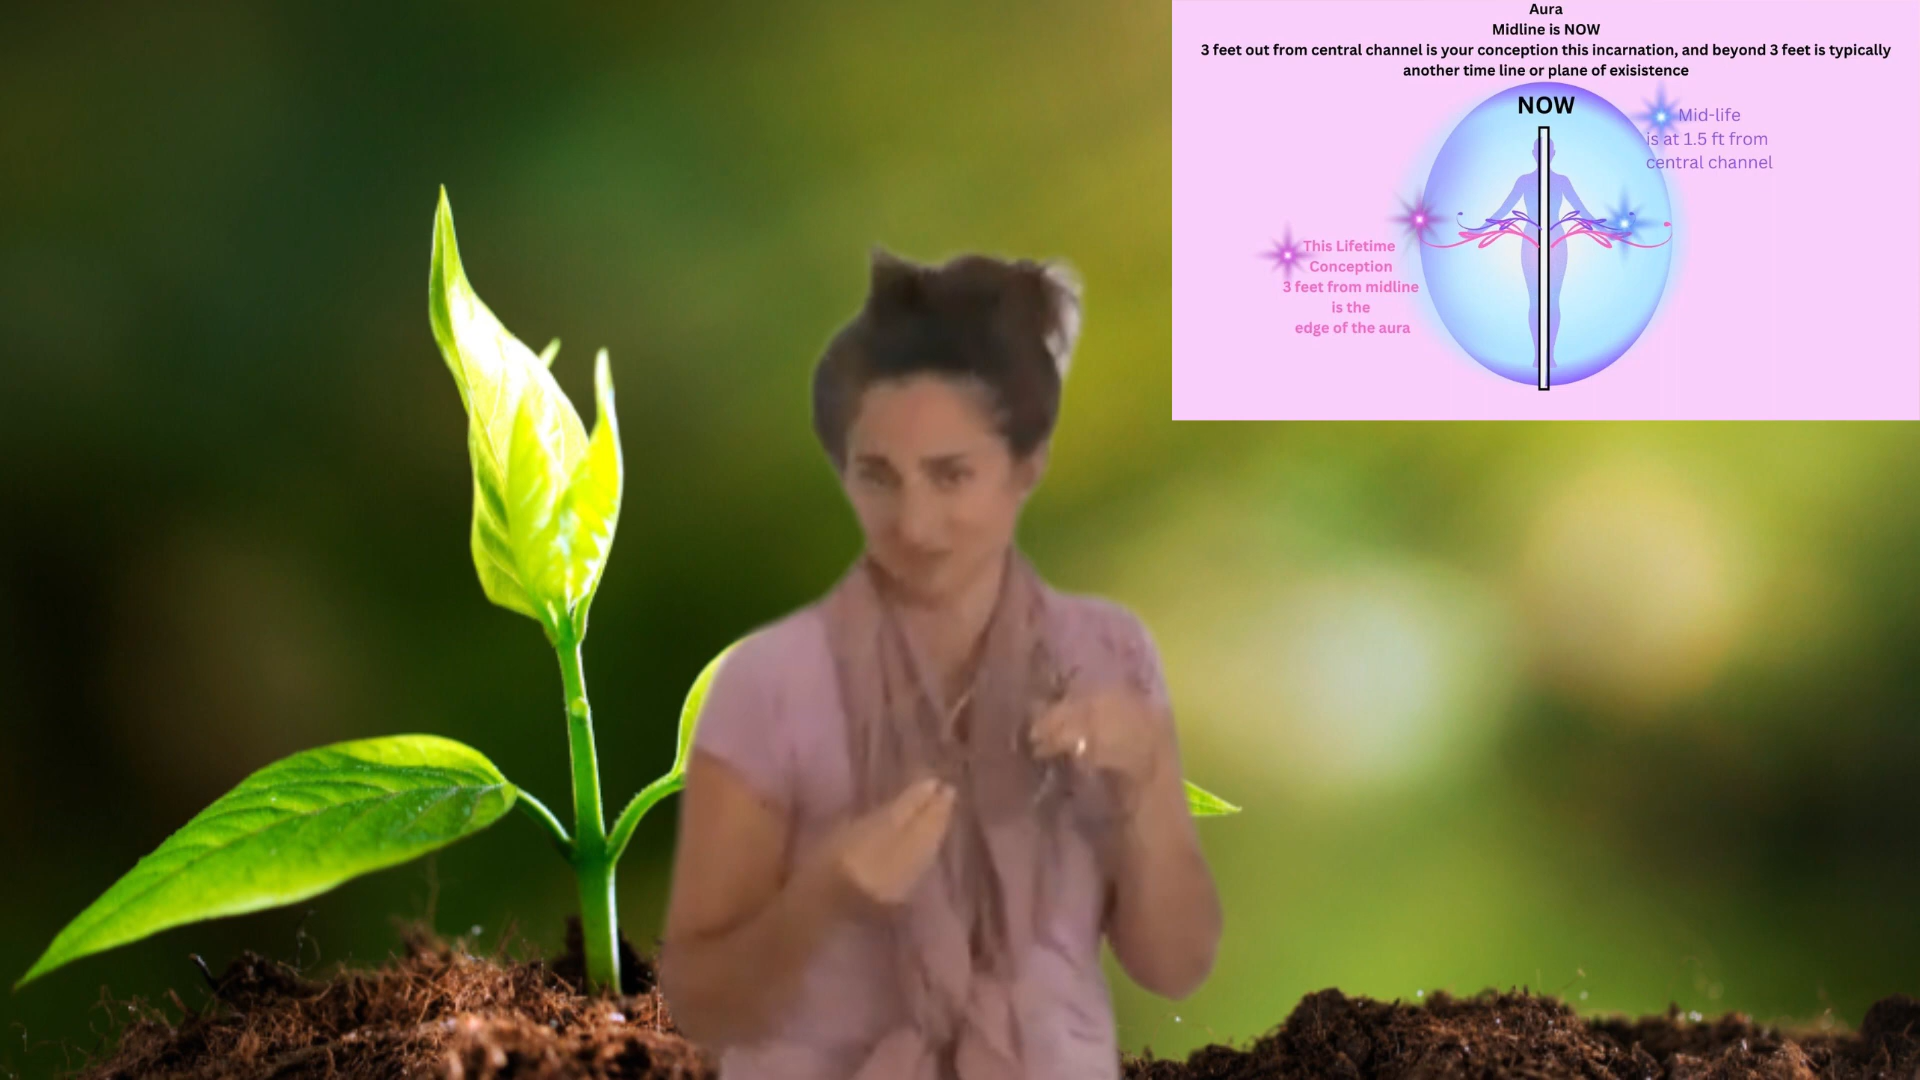 Aura
Midline is NOW
3 feet out from central channel is your conception this incarnation, and beyond 3 feet is typically
another time line or plane of exisistence
NOW
Mid-life
is at 1.5 ft from
central channel
This Lifetime
Conception
3 feet from midline
is the
edge of the aura